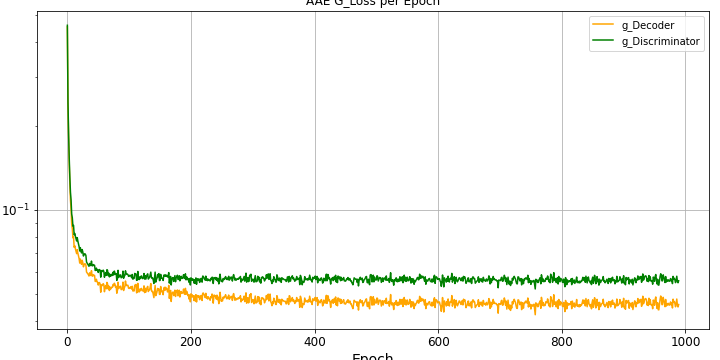 AAE G_Loss per Epoch
g_Decoder
g_Discriminator
10⁻¹
0 200 400 600 800 1000
Epoch